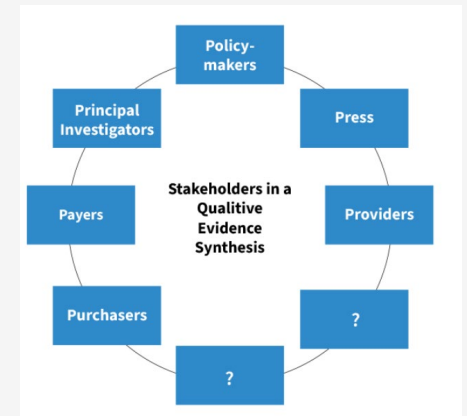 Policy-
makers
Principal
Investigators
Press
Stakeholders in a
Qualitive
Evidence
Synthesis
Payers
Providers
Purchasers
?
?